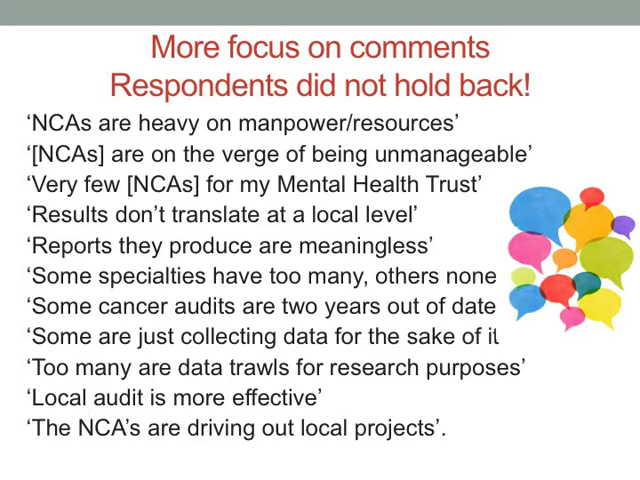 More focus on comments
Respondents did not hold back!
‘NCAs are heavy on manpower/resources’
‘[NCAs] are on the verge of being unmanageable’
‘Very few [NCAs] for my Mental Health Trust’
‘Results don’t translate at a local level’
‘Reports they produce are meaningless’
‘Some specialties have too many, others none
‘Some cancer audits are two years out of date
‘Some are just collecting data for the sake of it
‘Too many are data trawls for research purposes’
‘Local audit is more effective’
‘The NCA’s are driving out local projects’.